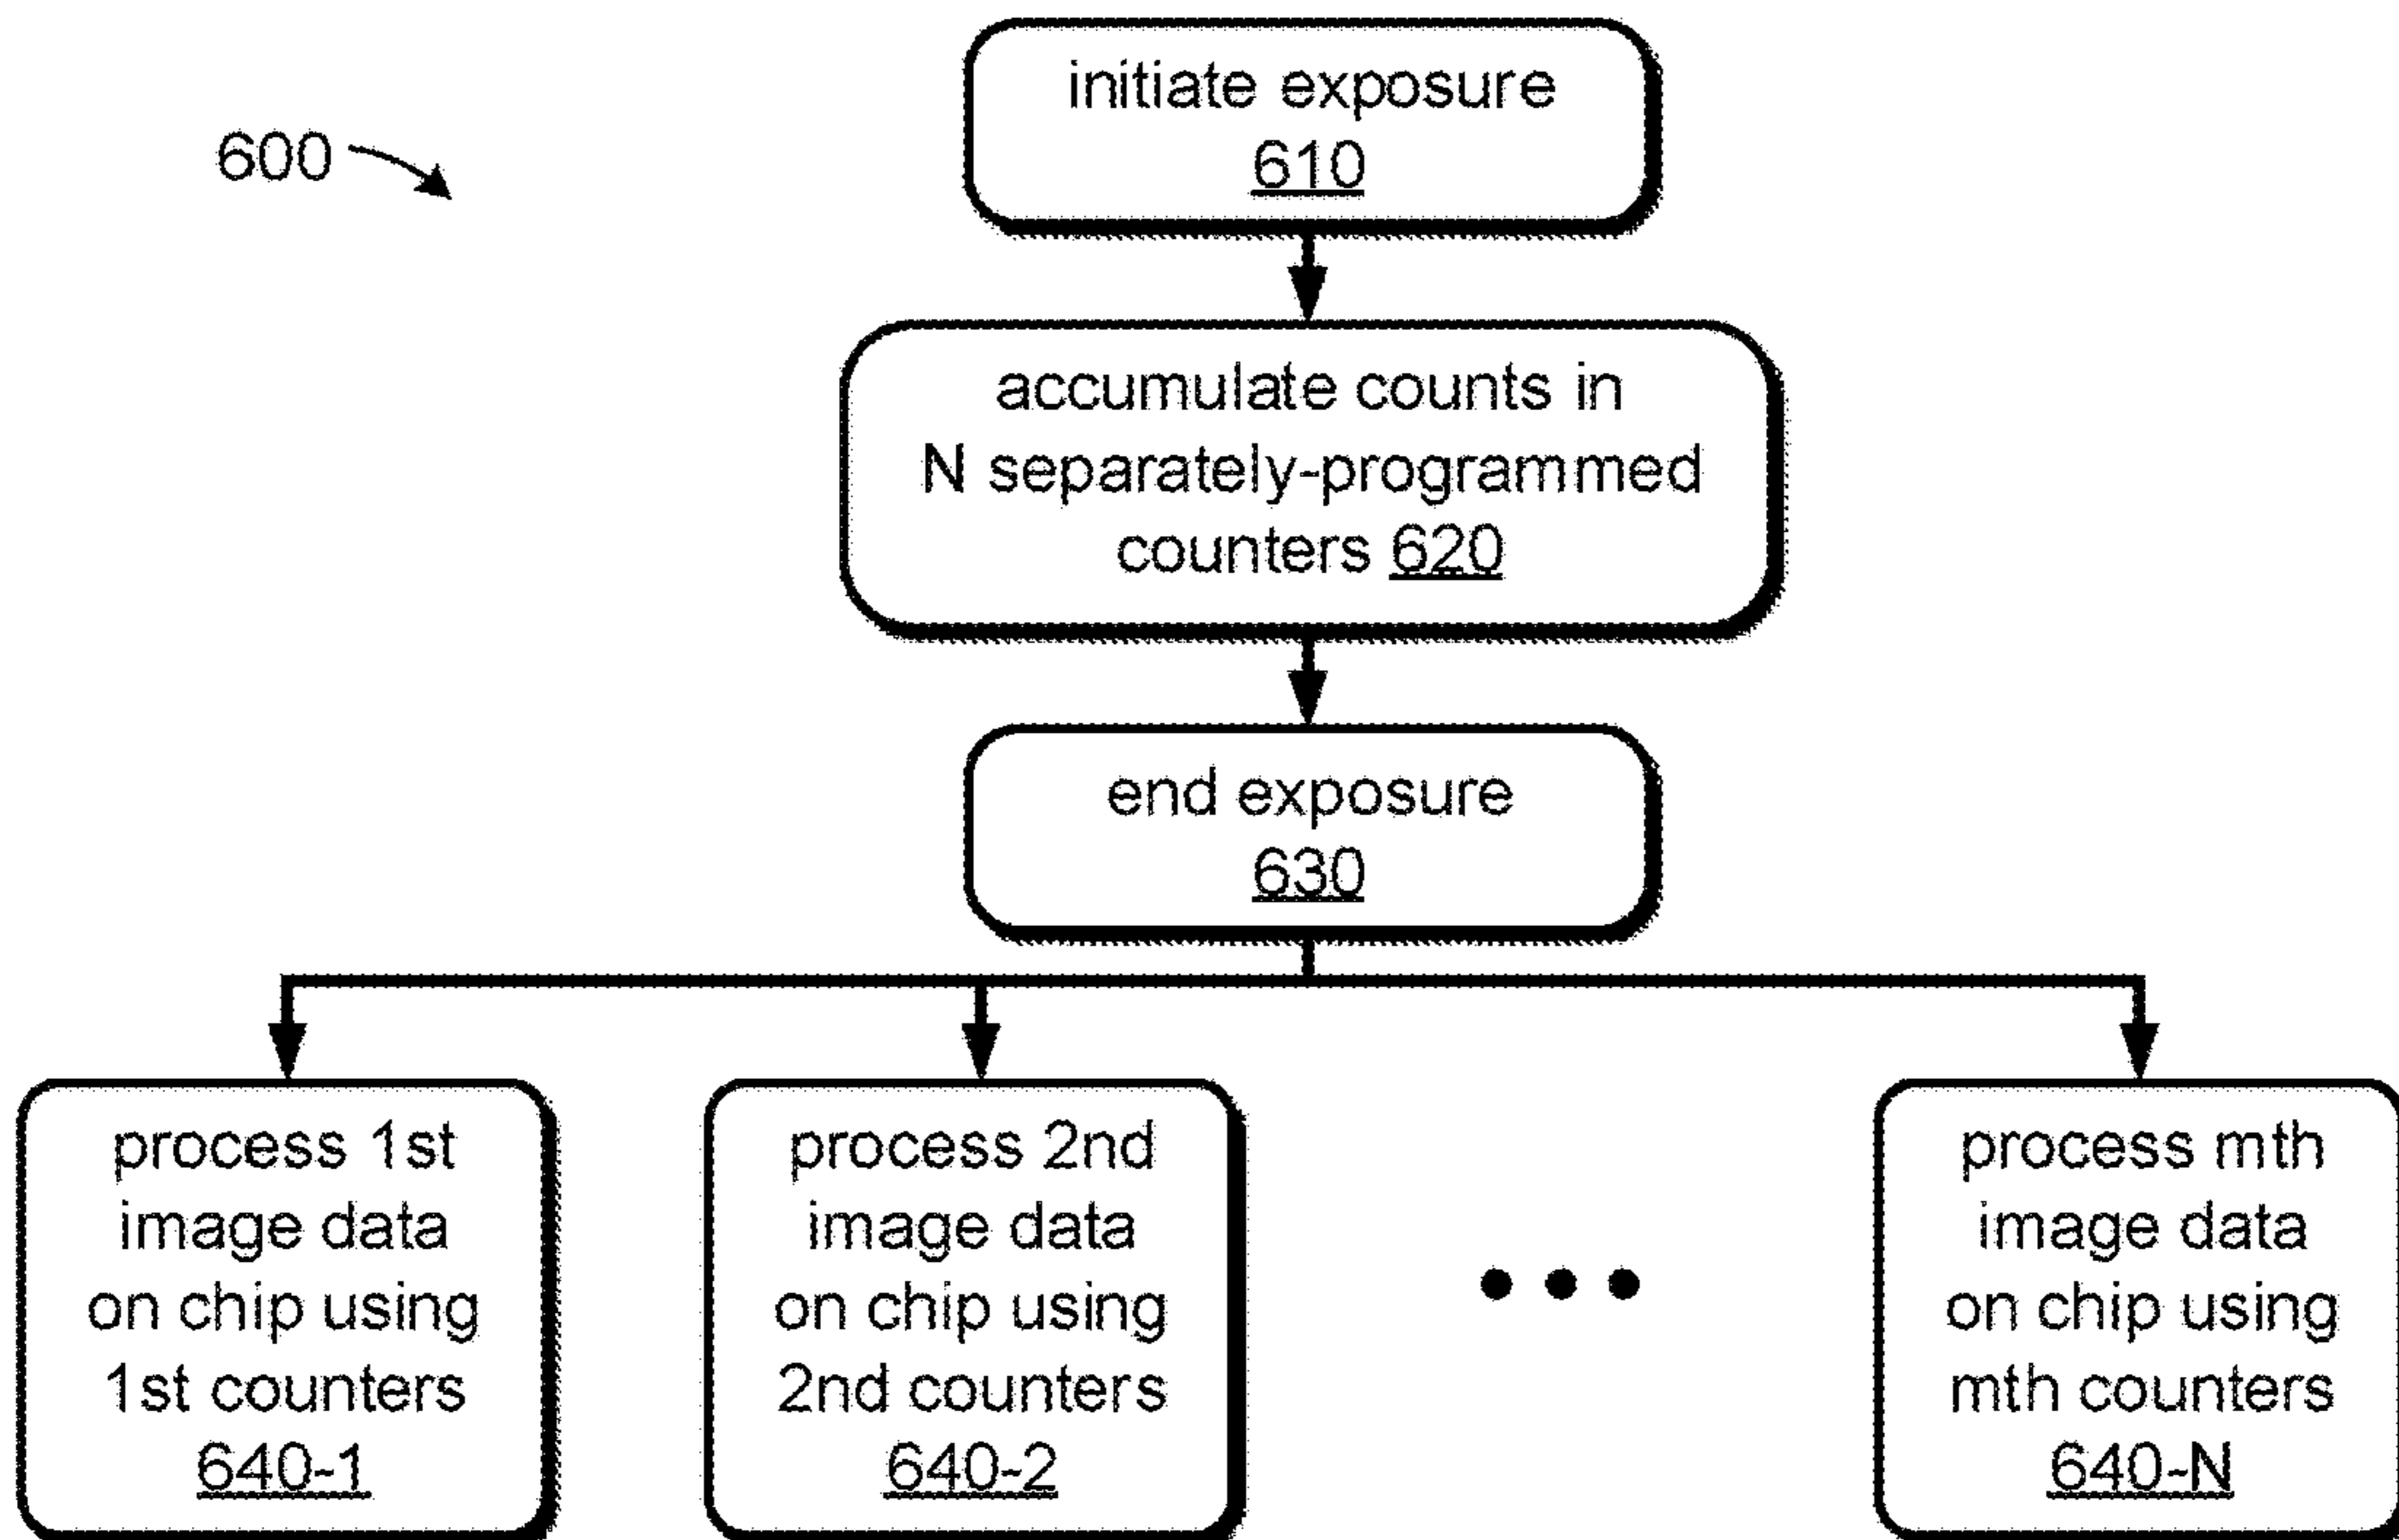 600
initiate exposure
610
accumulate counts in
N separately-programmed
counters 620
end exposure
630
process 1st
image data
on chip using
1st counters
640-1
process 2nd
image data
on chip using
2nd counters
640-2
process mth
image data
on chip using
mth counters
640-N